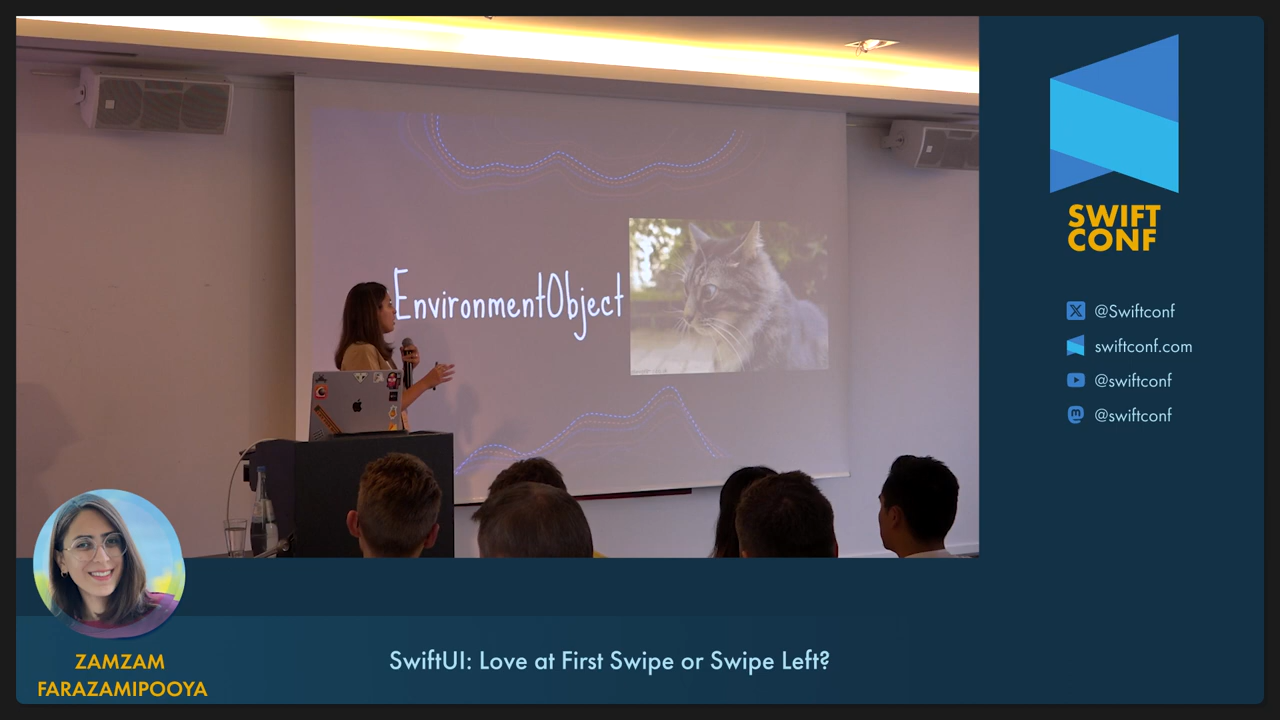 EnvironmentObject
SWIFT
CONF
@Swiftconf
swiftconf.com
@swiftconf
@swiftconf
ZAMZAM
FARAZAMIPOOYA
SwiftUI: Love at First Swipe or Swipe Left?